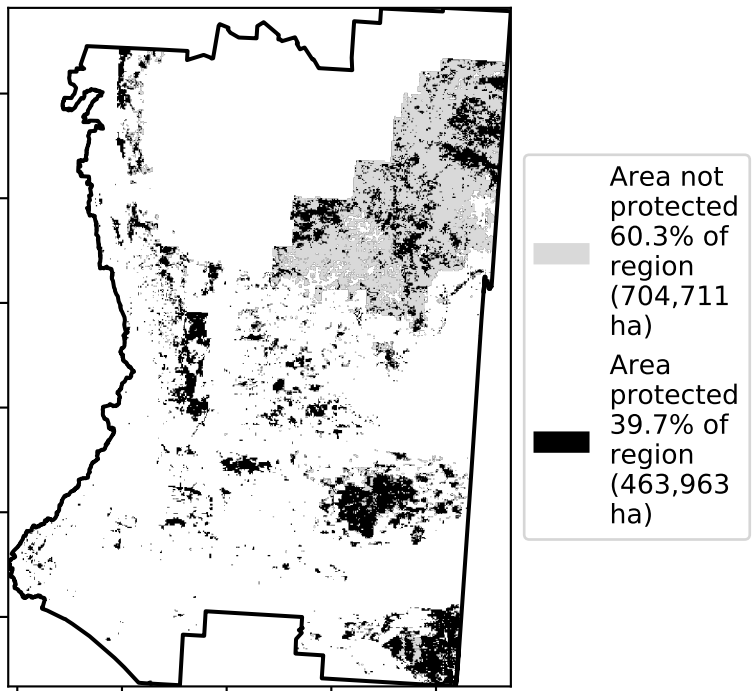 Area not
protected
60.3% of
region
(704,711
ha)
Area
protected
39.7% of
region
(463,963
ha)